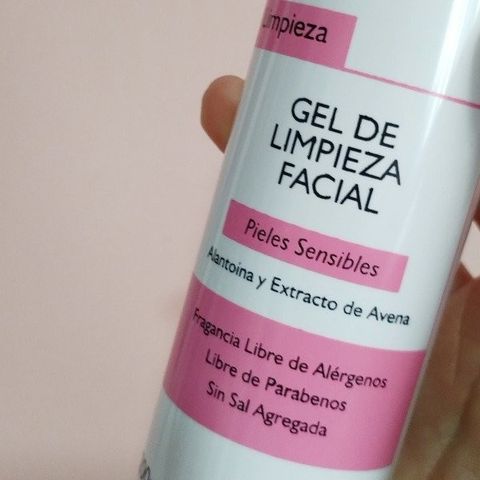 Limpieza
GEL DE
LIMPIEZA
FACIAL
Pieles Sensibles
Alantoina y Extracto de Avena
Fragancia Libre de Alérgenos
Libre de Parabenos
Sin Sal Agregada